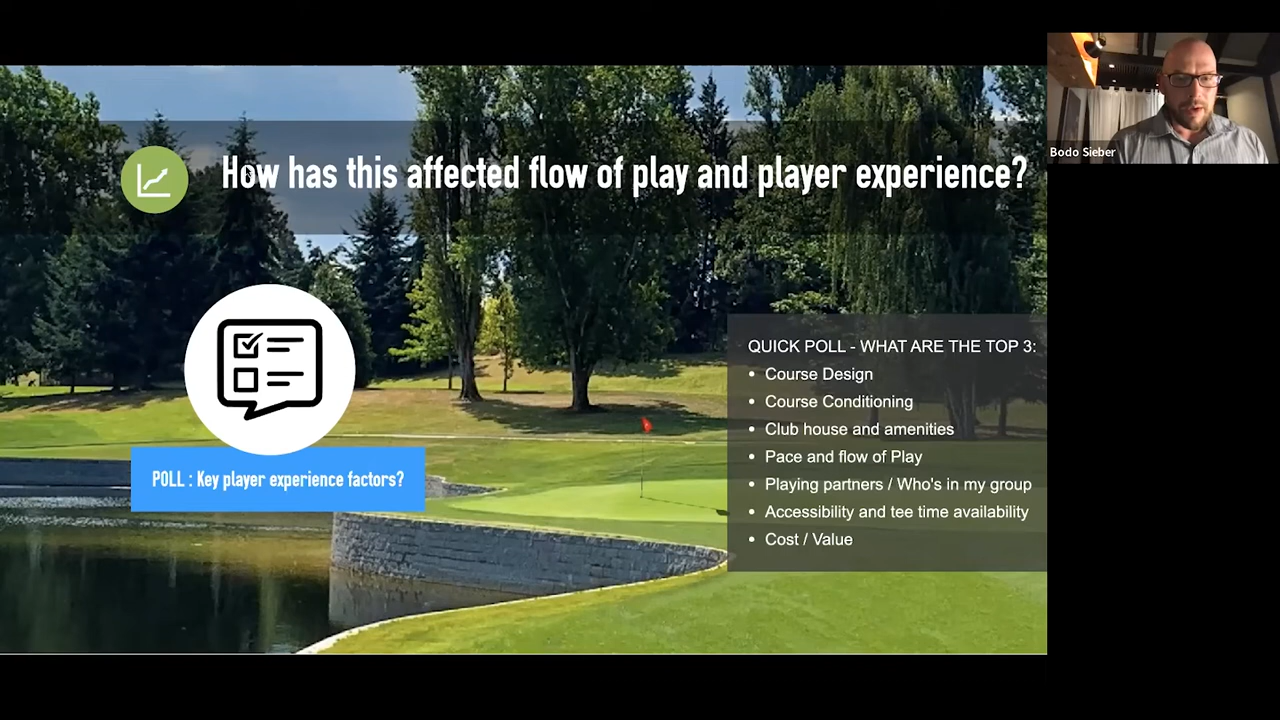 How has this affected flow of play and player experience?
Bodo Sieber
QUICK POLL - WHAT ARE THE TOP 3:
• Course Design
• Course Conditioning
• Club house and amenities
• Pace and flow of Play
• Playing partners / Who's in my group
• Accessibility and tee time availability
• Cost / Value
POLL : Key player experience factors?